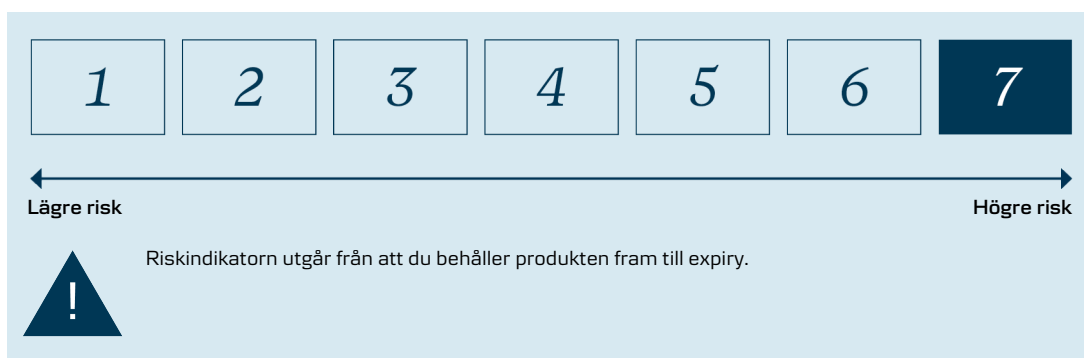 1 2 3 4 5 6 7
Lägre risk Högre risk
! Riskindikatorn utgår från att du behåller produkten fram till expiry.